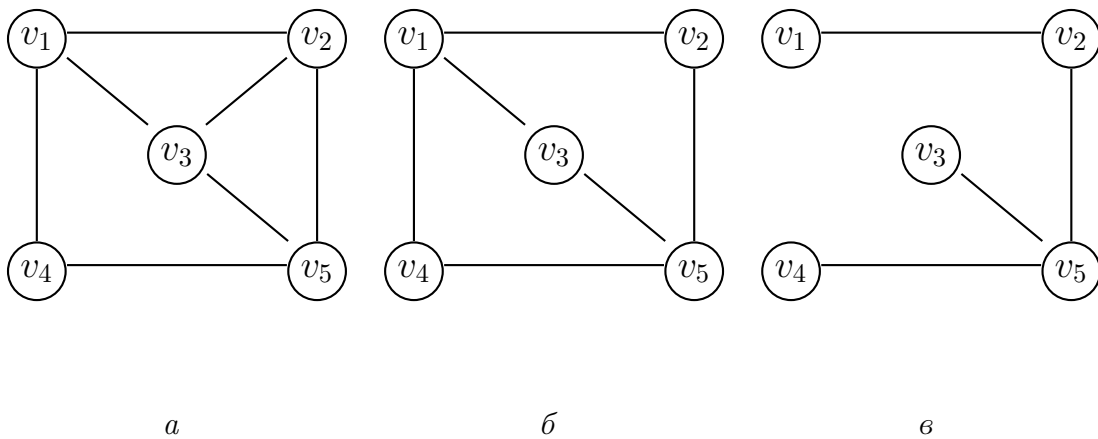 v₁ v₂ v₁ v₂ v₁ v₂
v₃ v₃ v₃
v₄ v₅ v₄ v₅ v₄ v₅
а б в